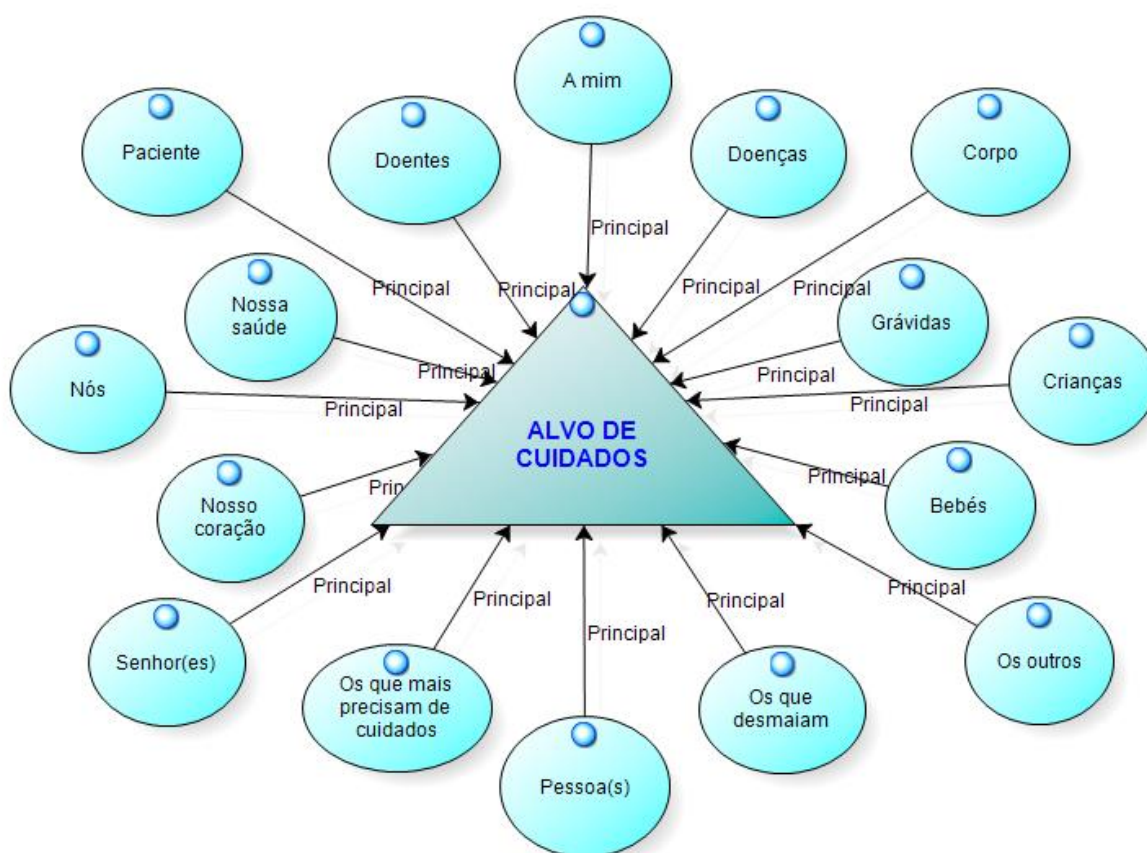 A mim
Paciente
Doentes
Doenças
Corpo
Principal
Principal
Principal
Principal
Principal
Nossa
saúde
Grávidas
Principal
Principal
Nós
Crianças
Principal
Principal
ALVO DE
CUIDADOS
Nosso
coração
Bebés
Principal
Principal
Principal
Principal
Principal
Principal
Senhor(es)
Os que mais
precisam de
cuidados
Os que
desmaiam
Os outros
Pessoa(s)